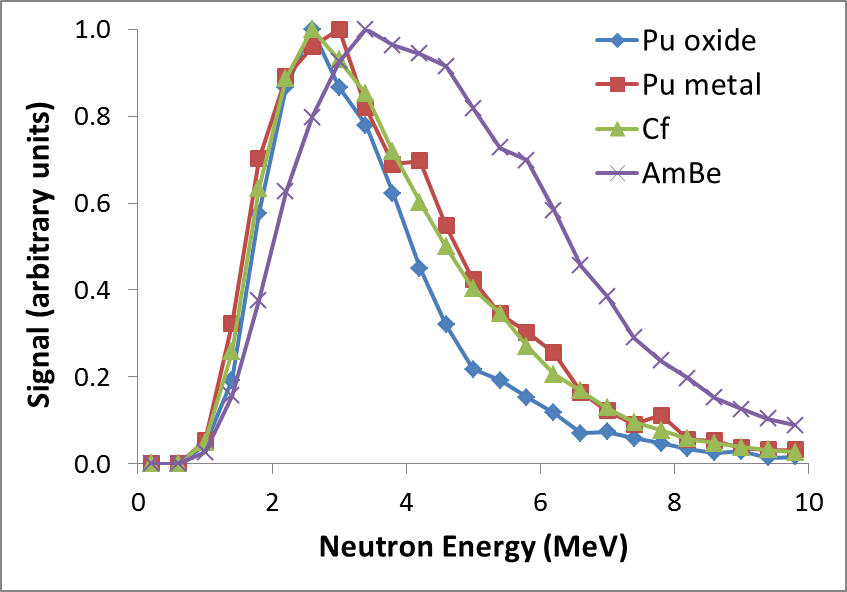 1.0
0.8
0.6
0.4
0.2
0.0
Signal (arbitrary units)
Pu oxide
Pu metal
Cf
AmBe
0 2 4 6 8 10
Neutron Energy (MeV)